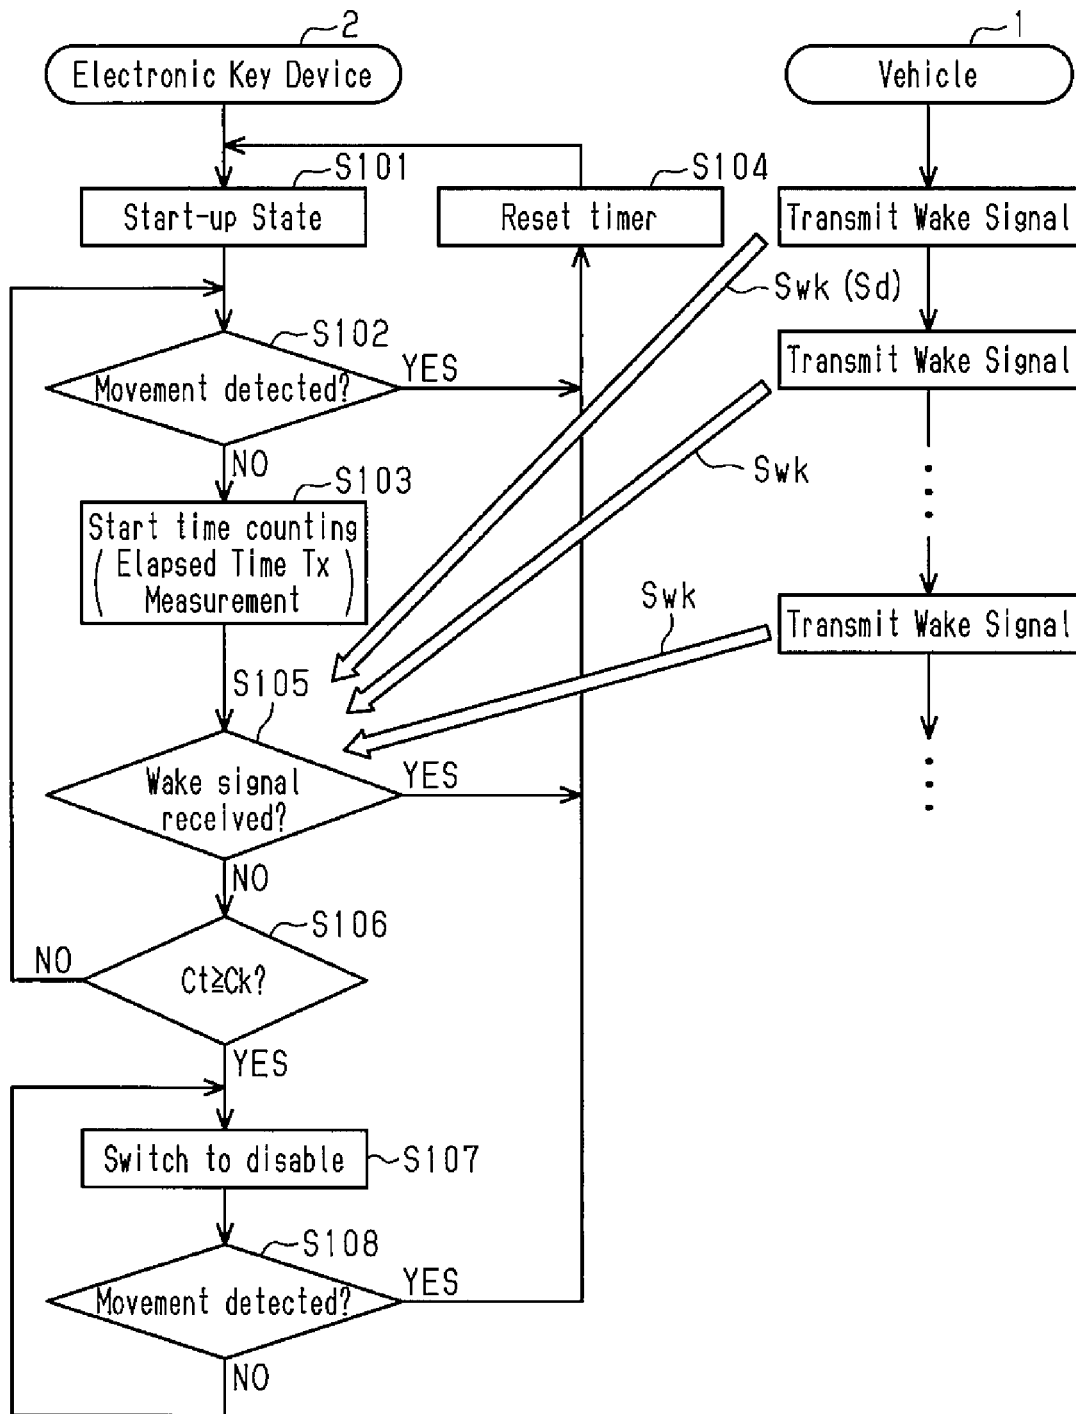 2
Electronic Key Device
1
Vehicle
S101
Start-up State
S104
Reset timer
Transmit Wake Signal
Swk (Sd)
S102
Movement detected?
YES
NO
Transmit Wake Signal
Swk
S103
Start time counting
( Elapsed Time Tx
Measurement )
Swk
Transmit Wake Signal
S105
Wake signal
received?
YES
NO
S106
Ct≧Ck?
NO
YES
Switch to disable
S107
S108
Movement detected?
YES
NO